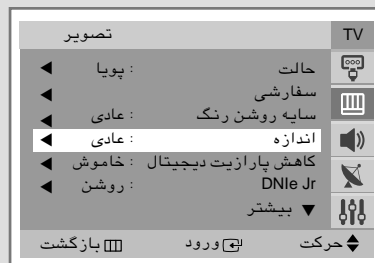 TV تصویر
حالت : پویا
سفارشی
سایه روشن رنگ : عادی
اندازه : عادی
کاهش پارازیت دیجیتال : خاموش
DNIe Jr : روشن
▼ بیشتر
حرکت ورود بازگشت